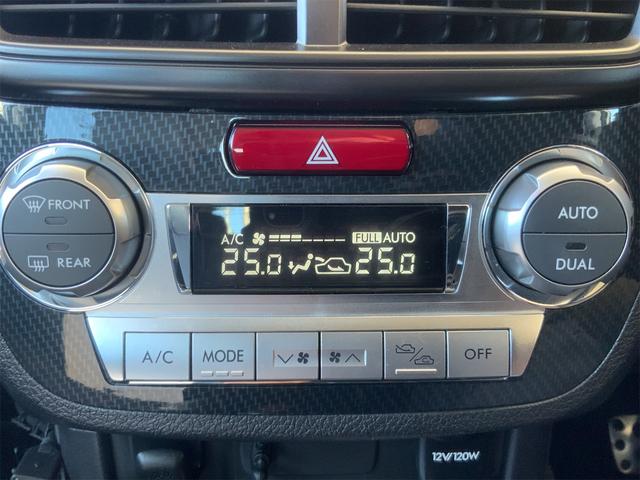 FRONT
REAR
A/C FULL AUTO
25.0 25.0
AUTO
DUAL
A/C MODE OFF
12V/120W